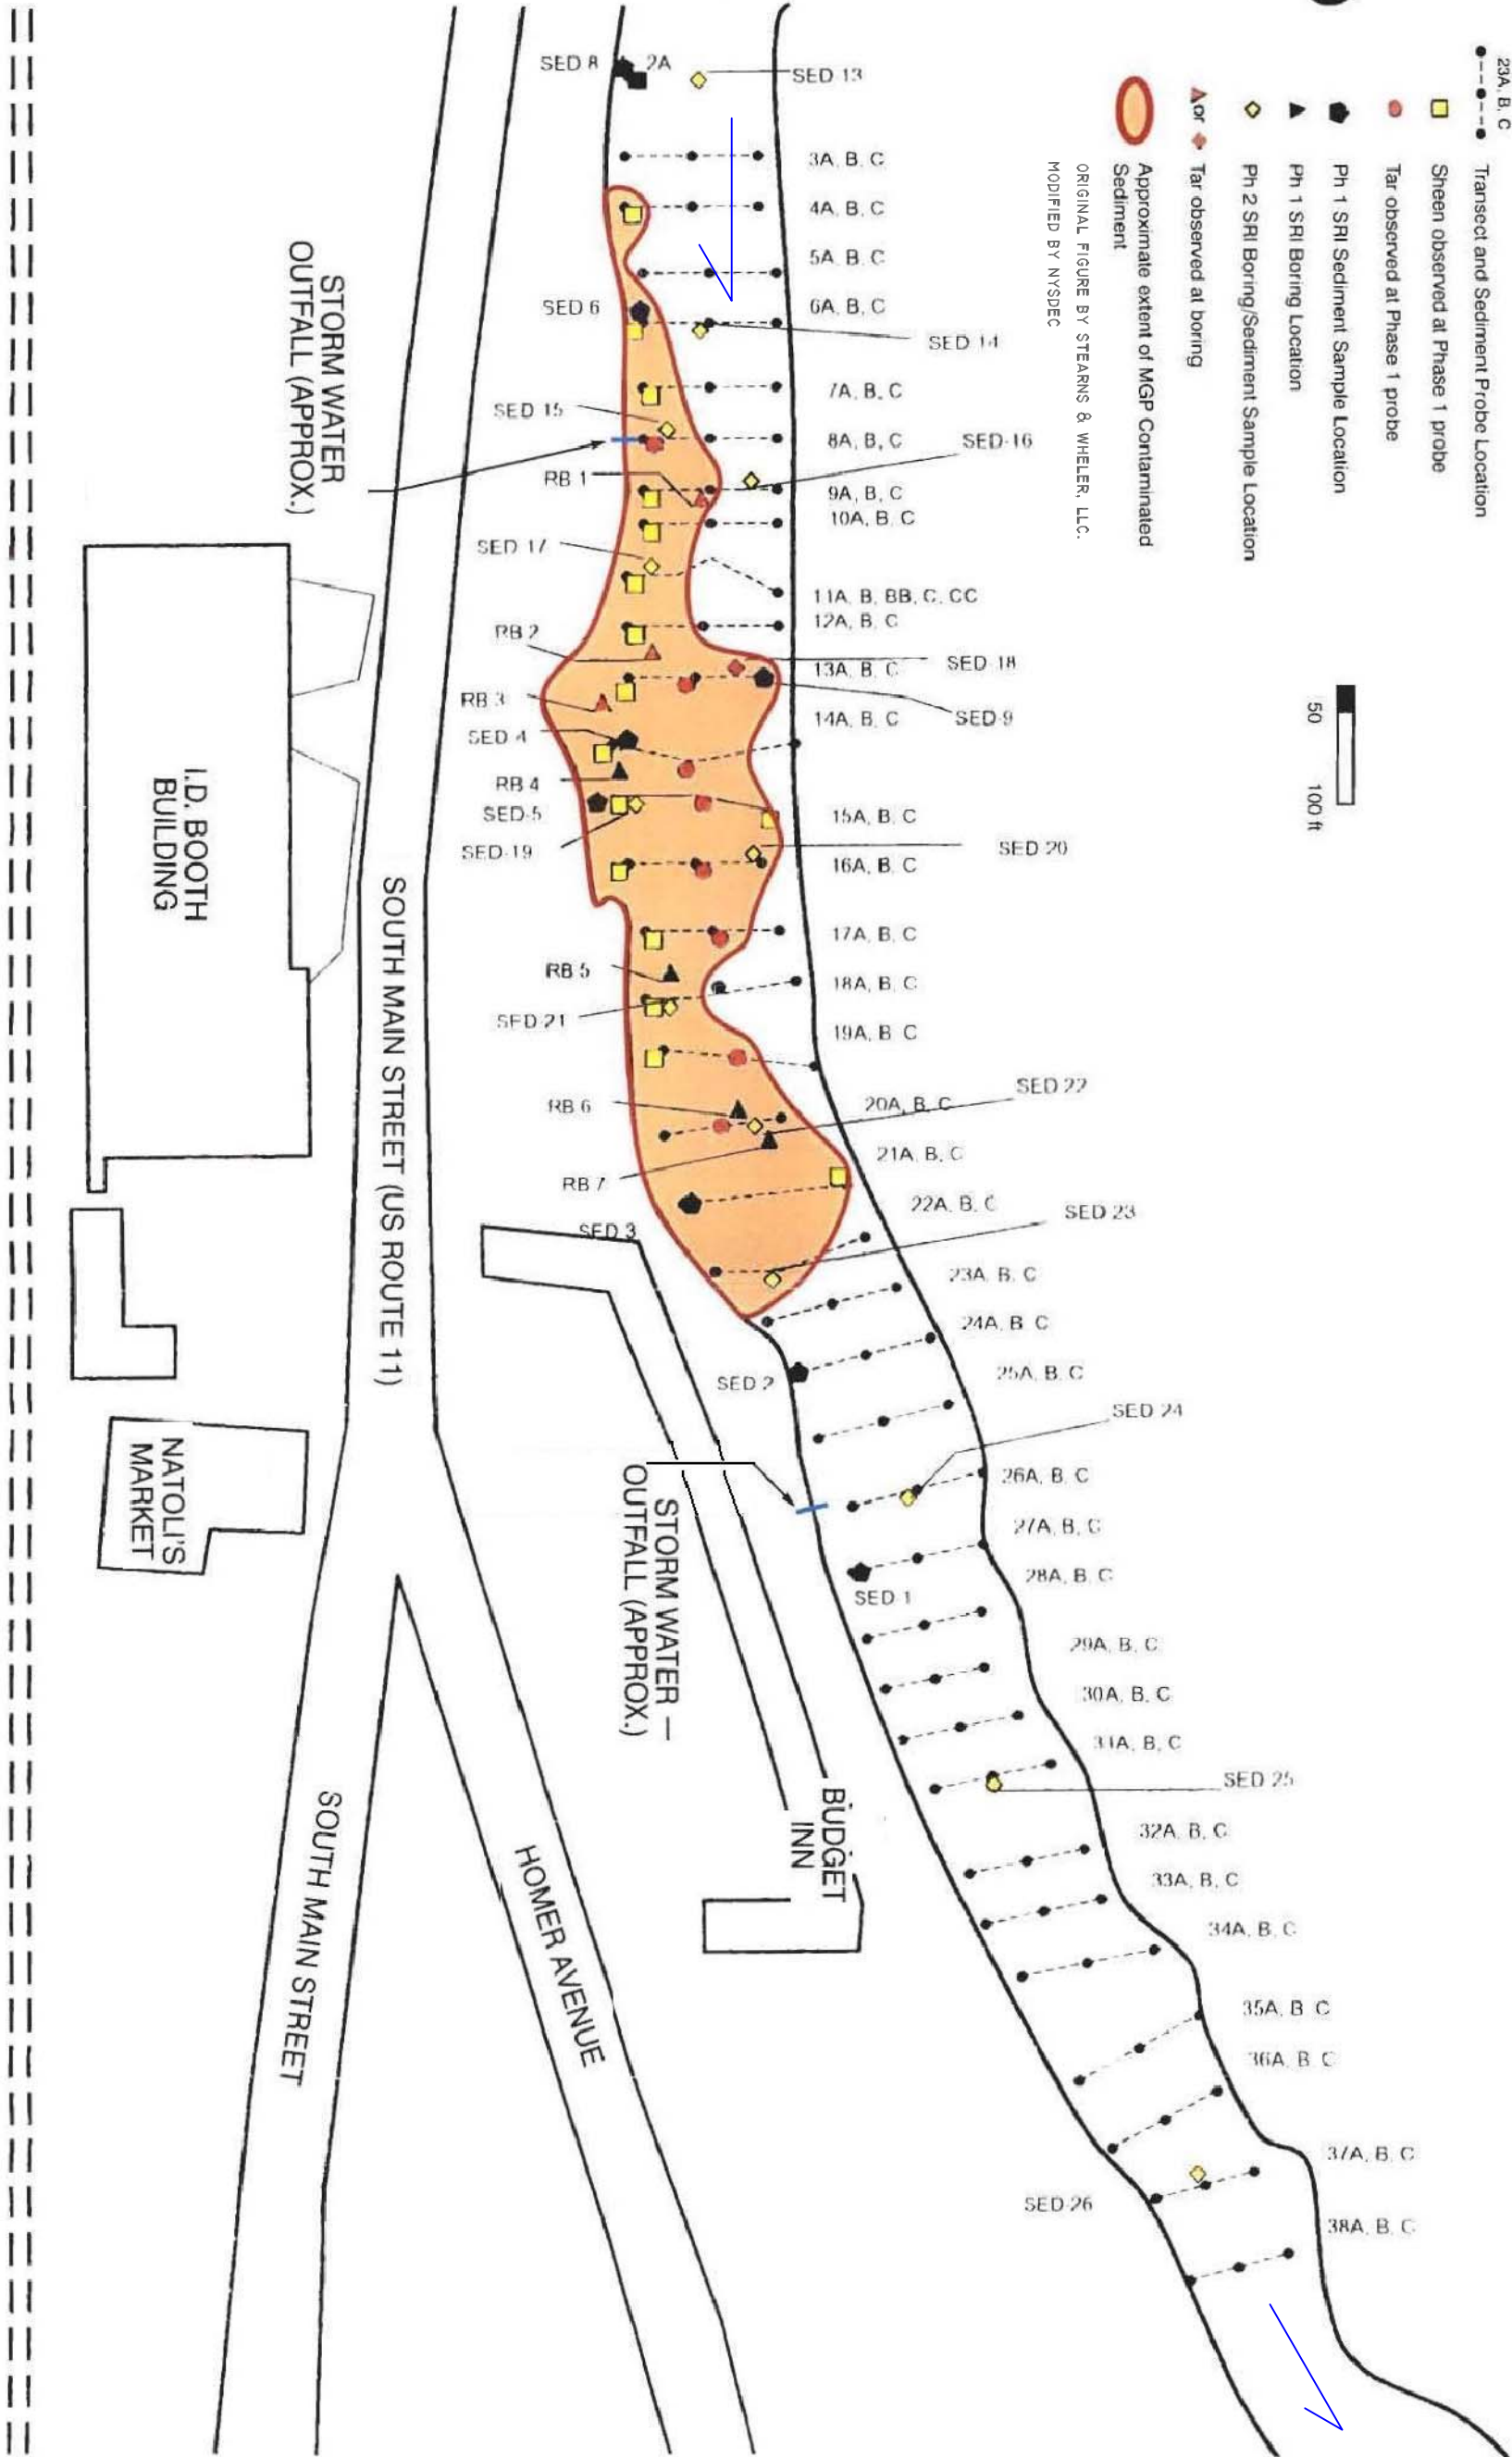 23A, B, C
Transect and Sediment Probe Location
Sheen observed at Phase 1 probe
Tar observed at Phase 1 probe
Ph 1 SRI Sediment Sample Location
Ph 1 SRI Boring Location
Ph 2 SRI Boring/Sediment Sample Location
or
Tar observed at boring
Approximate extent of MGP Contaminated
Sediment
ORIGINAL FIGURE BY STEARNS & WHELER, LLC.
MODIFIED BY NYSDEC
50
100 ft
SED 8
2A
SED 13
3A, B, C
4A, B, C
5A, B, C
SED 6
6A, B, C
SED 14
7A, B, C
SED 15
8A, B, C
SED-16
RB 1
9A, B, C
10A, B, C
SED 17
11A, B, BB, C, CC
12A, B, C
RB 2
13A, B, C
SED 18
RB 3
14A, B, C
SED 9
SED 4
RB 4
SED-5
15A, B, C
SED-19
16A, B, C
SED 20
17A, B, C
RB 5
18A, B, C
SED 21
19A, B C
RB 6
20A, B, C
SED 22
21A, B, C
RB 7
22A, B, C
SED 23
SED 3
23A, B, C
24A, B C
SED 2
25A, B, C
SED 24
26A, B, C
27A, B, C
28A, B, C
SED 1
29A, B, C
30A, B, C
31A, B, C
SED 25
32A, B, C
33A, B, C
34A, B, C
35A, B C
36A, B C
37A, B, C
SED-26
38A, B, C
STORM WATER
OUTFALL (APPROX.)
I.D. BOOTH
BUILDING
SOUTH MAIN STREET (US ROUTE 11)
NATOLI'S
MARKET
STORM WATER —
OUTFALL (APPROX.)
BUDGET
INN
HOMER AVENUE
SOUTH MAIN STREET